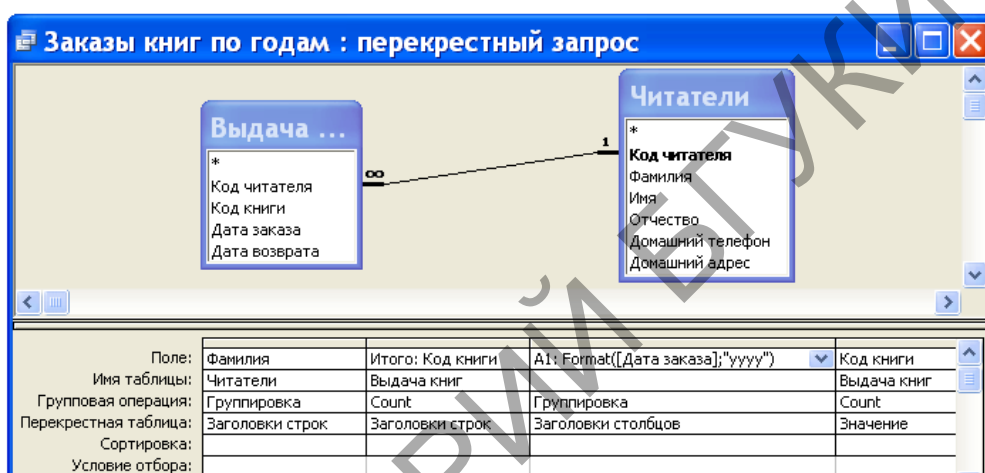 Заказы книг по годам : перекрестный запрос
Выдача ...
*
Код читателя
Код книги
Дата заказа
Дата возврата
∞
1
Читатели
*
Код читателя
Фамилия
Имя
Отчество
Домашний телефон
Домашний адрес
Поле: Фамилия Итого: Код книги A1: Format([Дата заказа];"yyyy") Код книги
Имя таблицы: Читатели Выдача книг Выдача книг
Групповая операция: Группировка Count Группировка Count
Перекрестная таблица: Заголовки строк Заголовки строк Заголовки столбцов Значение
Сортировка:
Условие отбора:
РИЙ БГУКИ